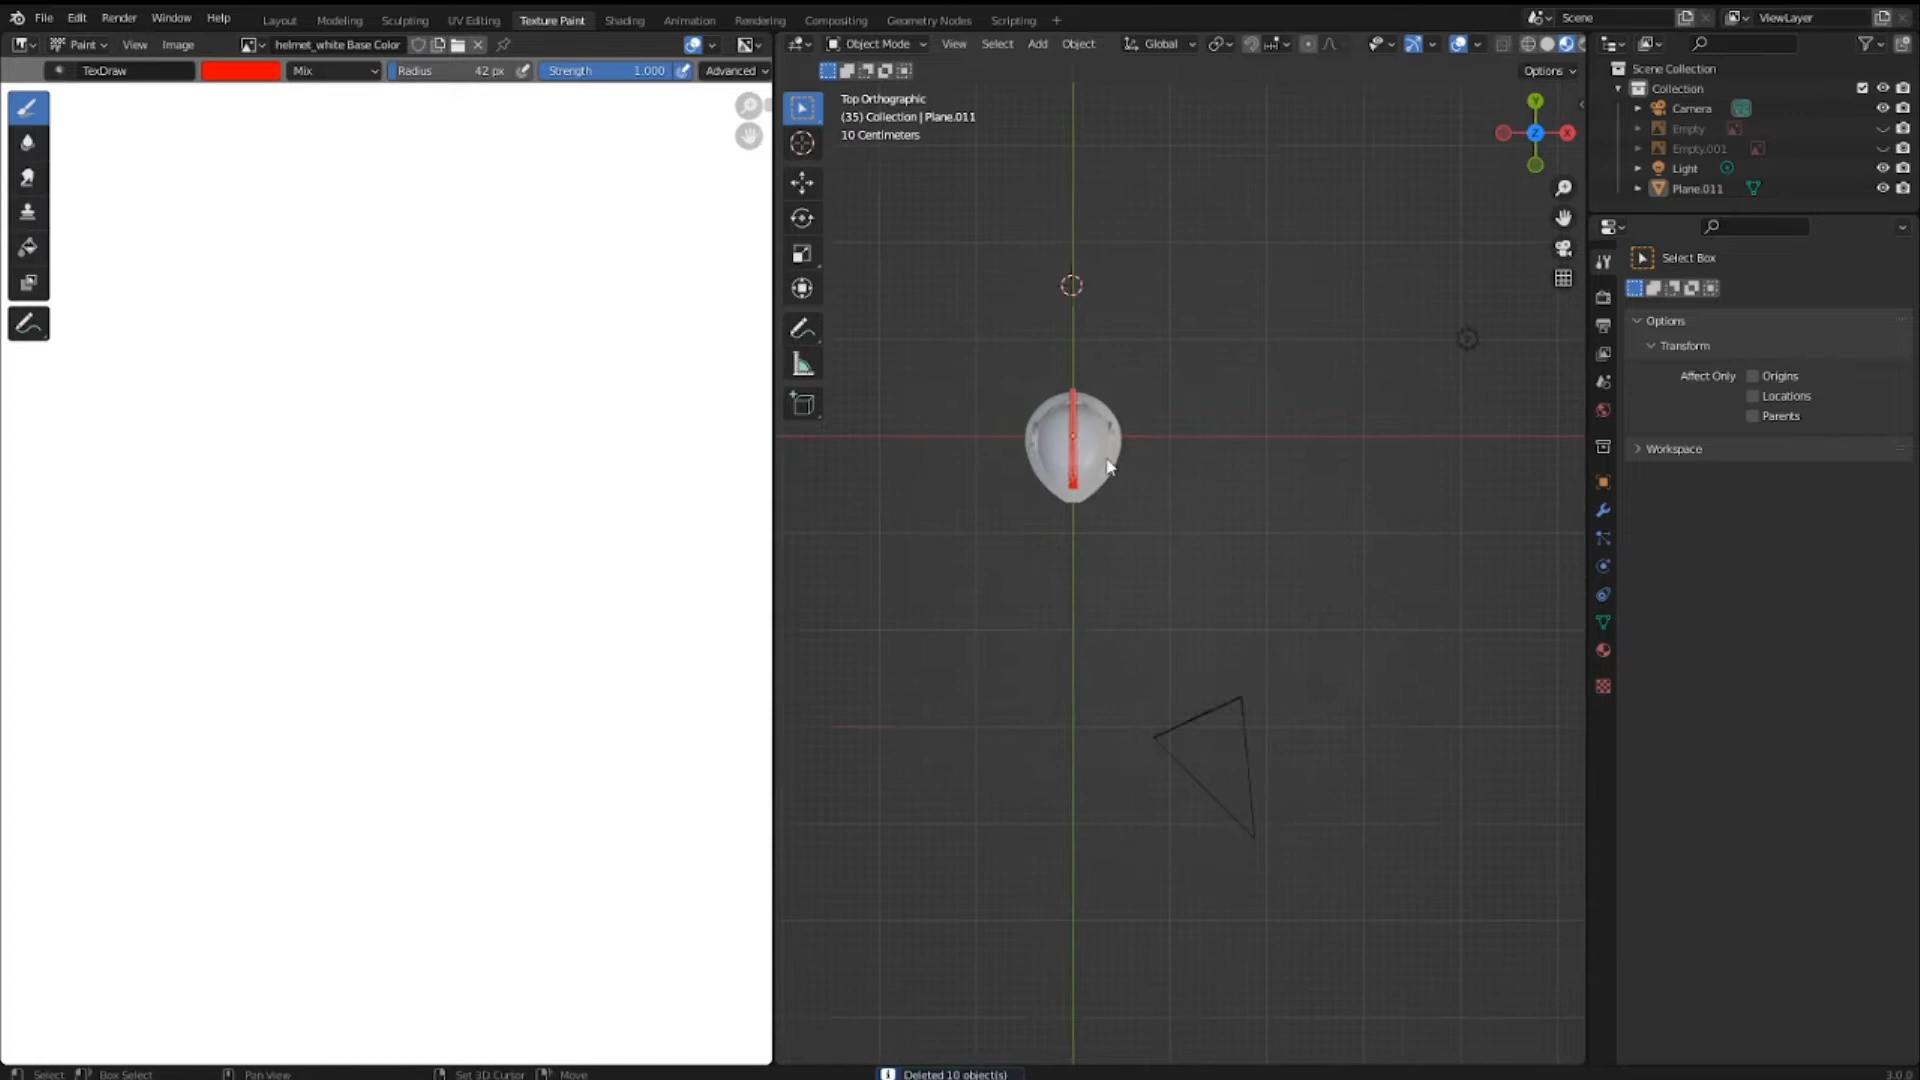 File Edit Render Window Help
Layout Modeling Sculpting UV Editing Texture Paint Shading Animation Rendering Compositing Geometry Nodes Scripting +
Scene
ViewLayer
Paint View Image
helmet_white Base Color
TexDraw
Mix
Radius 42 px
Strength 1.000
Advanced
Object Mode View Select Add Object
Global
Options
Top Orthographic
(35) Collection | Plane.011
10 Centimeters
Y
Z
X
Scene Collection
Collection
Camera
Empty
Empty.001
Light
Plane.011
Select Box
Options
Transform
Affect Only Origins
Locations
Parents
Workspace
Select Box Select Pan View Set 3D Cursor Move
Deleted 10 object(s)
3.0.0